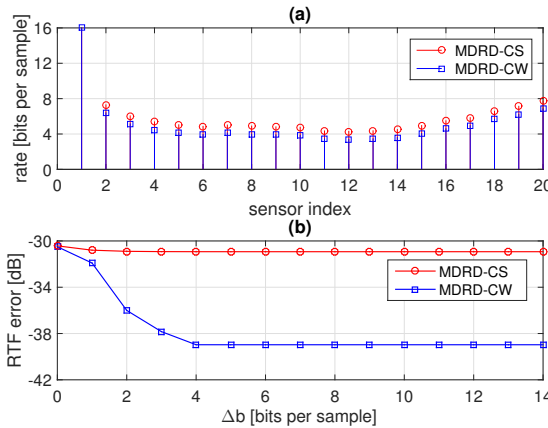 (a)
rate [bits per sample]
16
12
8
4
0
MDRD-CS
MDRD-CW
0 2 4 6 8 10 12 14 16 18 20
sensor index
(b)
RTF error [dB]
-30
-34
-38
-42
MDRD-CS
MDRD-CW
0 2 4 6 8 10 12 14
Δb [bits per sample]